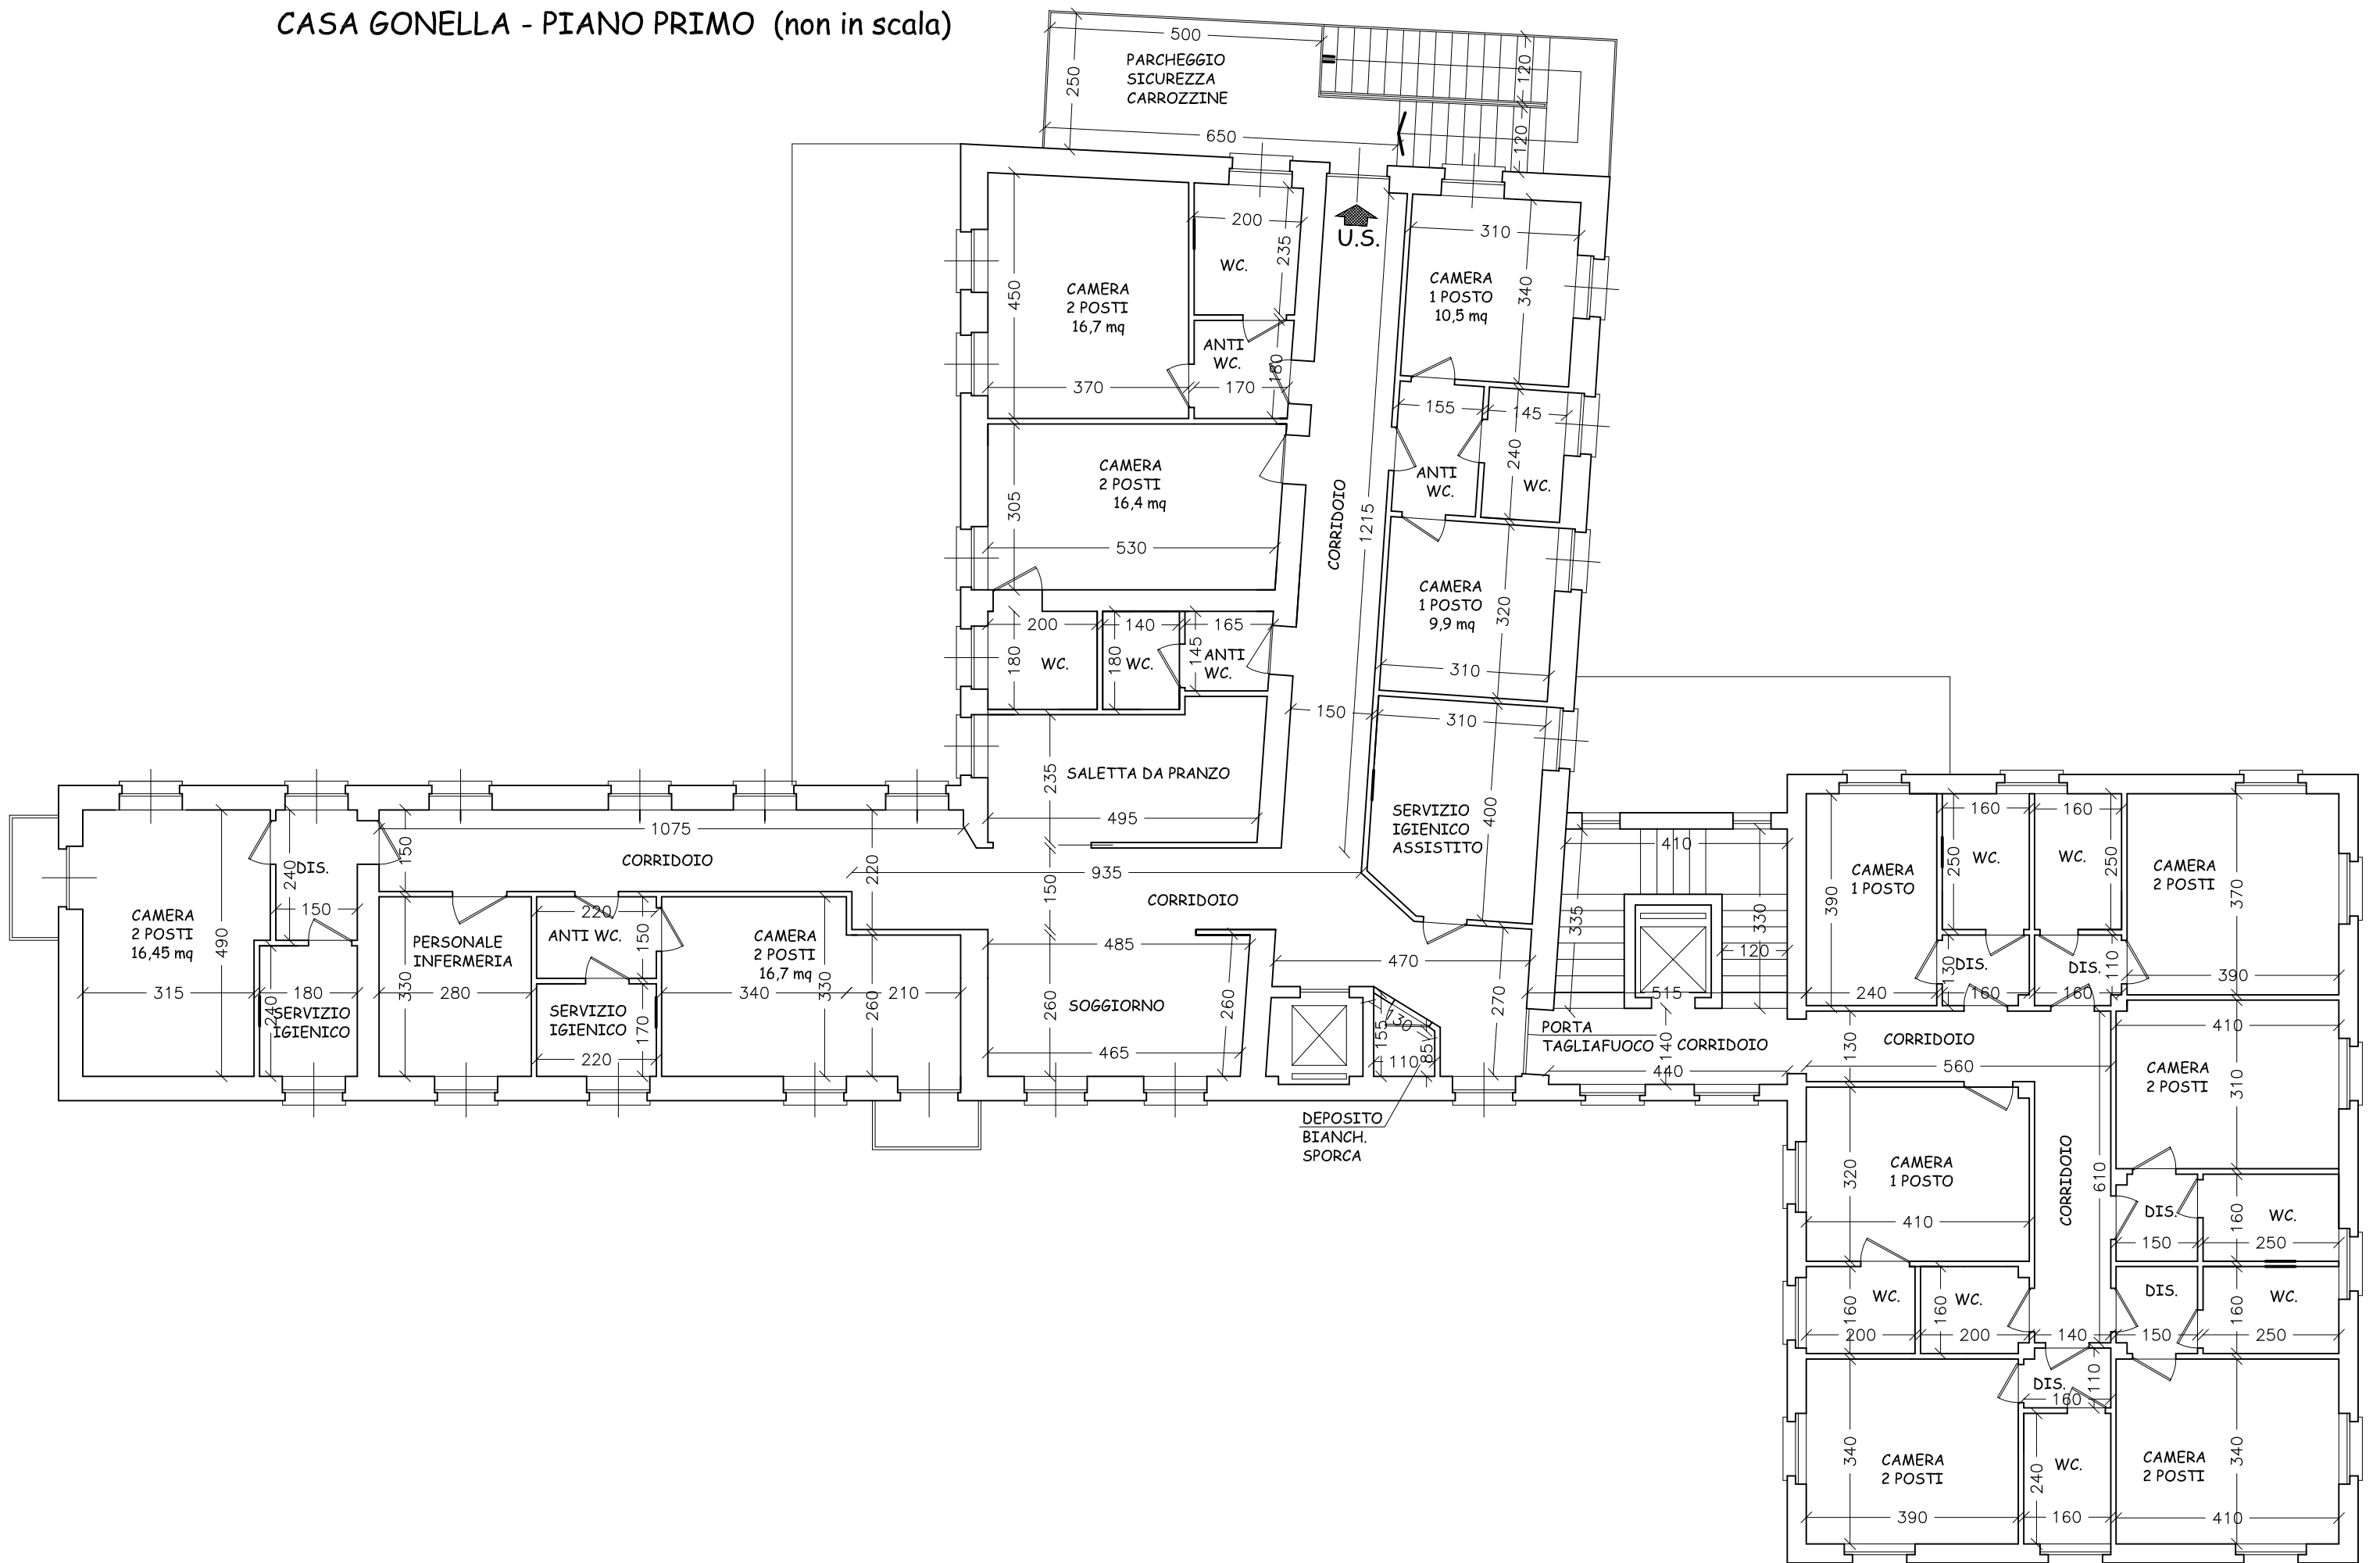 CASA GONELLA - PIANO PRIMO (non in scala)
500
PARCHEGGIO
SICUREZZA
CARROZZINE
250
120
650
120
U.S.
CAMERA
2 POSTI
16,7 mq
450
370
200
235
WC.
ANTI
WC.
180
170
CAMERA
1 POSTO
10,5 mq
310
340
CAMERA
2 POSTI
16,4 mq
305
530
CORRIDOIO
1215
155
145
240
ANTI
WC.
WC.
CAMERA
1 POSTO
9,9 mq
320
310
200
180
WC.
140
180
WC.
165
145
ANTI
WC.
150
310
SALETTA DA PRANZO
235
495
SERVIZIO
IGIENICO
ASSISTITO
400
1075
CORRIDOIO
150
220
935
150
CORRIDOIO
CAMERA
2 POSTI
16,45 mq
490
315
DIS.
240
150
180
240
SERVIZIO
IGIENICO
PERSONALE
INFERMERIA
330
280
220
ANTI WC.
150
SERVIZIO
IGIENICO
170
220
CAMERA
2 POSTI
16,7 mq
340
330
210
260
485
SOGGIORNO
260
260
465
470
270
155
130
110
85
DEPOSITO
BIANCH.
SPORCA
410
335
330
120
515
PORTA
TAGLIAFUOCO
140
CORRIDOIO
440
CAMERA
1 POSTO
390
240
160
250
WC.
160
250
WC.
CAMERA
2 POSTI
370
390
DIS.
130
160
DIS.
110
160
130
CORRIDOIO
560
410
CAMERA
2 POSTI
310
CAMERA
1 POSTO
320
410
CORRIDOIO
610
DIS.
150
WC.
160
250
WC.
160
200
WC.
160
200
140
DIS.
150
WC.
160
250
DIS.
110
160
CAMERA
2 POSTI
340
390
WC.
240
160
CAMERA
2 POSTI
340
410